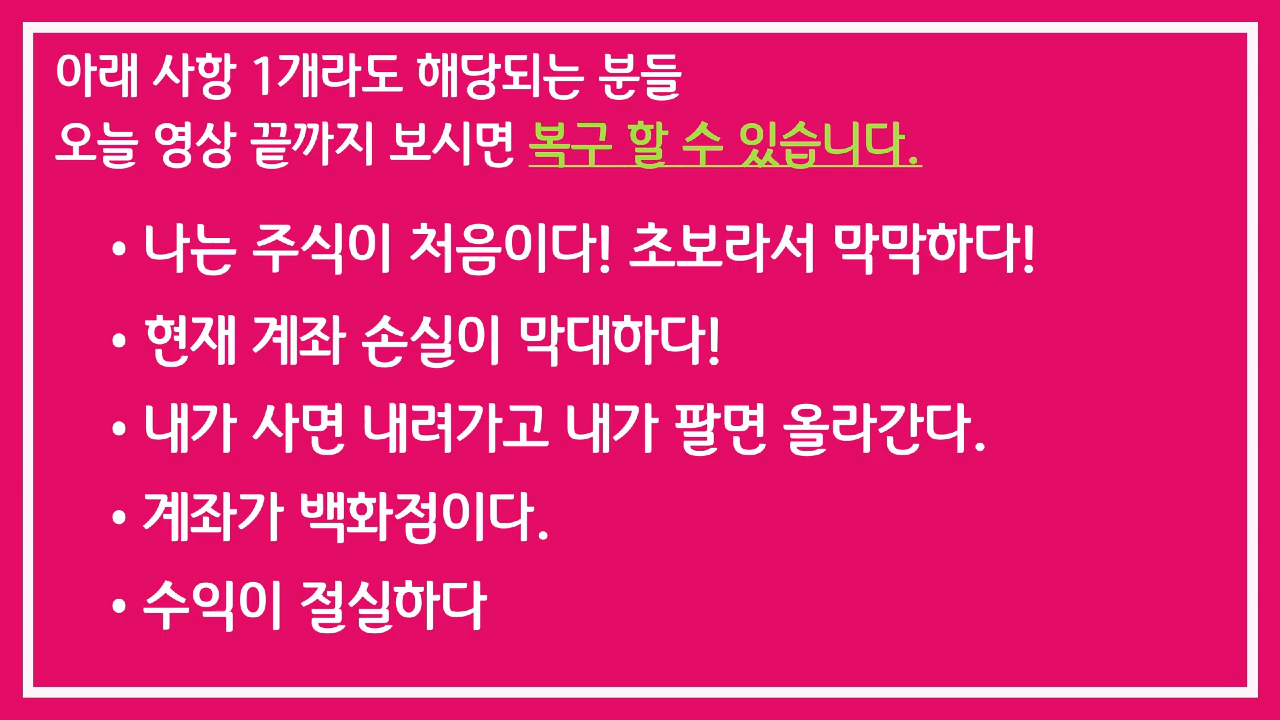 아래 사항 1개라도 해당되는 분들
오늘 영상 끝까지 보시면 복구 할 수 있습니다.
• 나는 주식이 처음이다! 초보라서 막막하다!
• 현재 계좌 손실이 막대하다!
• 내가 사면 내려가고 내가 팔면 올라간다.
• 계좌가 백화점이다.
• 수익이 절실하다